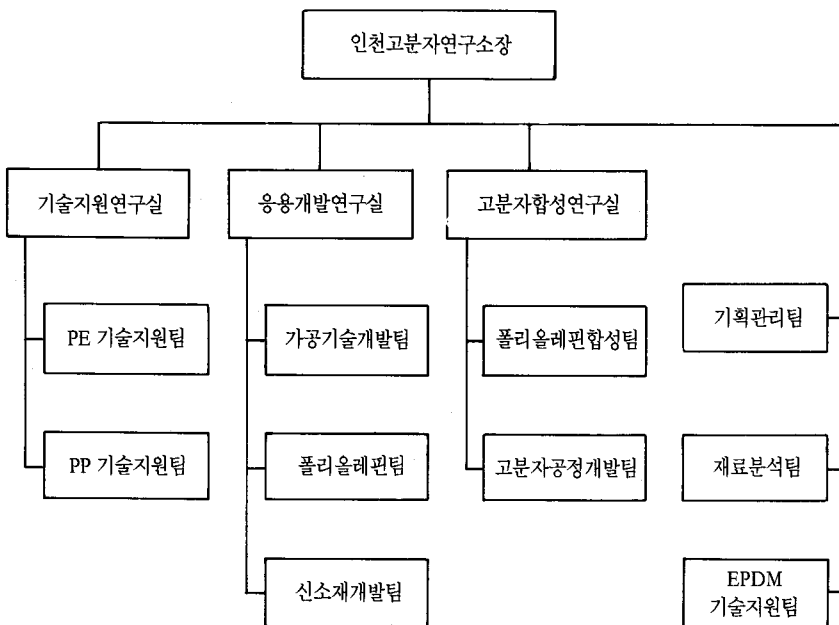 인천고분자연구소장
기술지원연구실
응용개발연구실
고분자합성연구실
PE 기술지원팀
가공기술개발팀
폴리올레핀합성팀
기획관리팀
PP 기술지원팀
폴리올레핀팀
고분자공정개발팀
재료분석팀
신소재개발팀
EPDM
기술지원팀